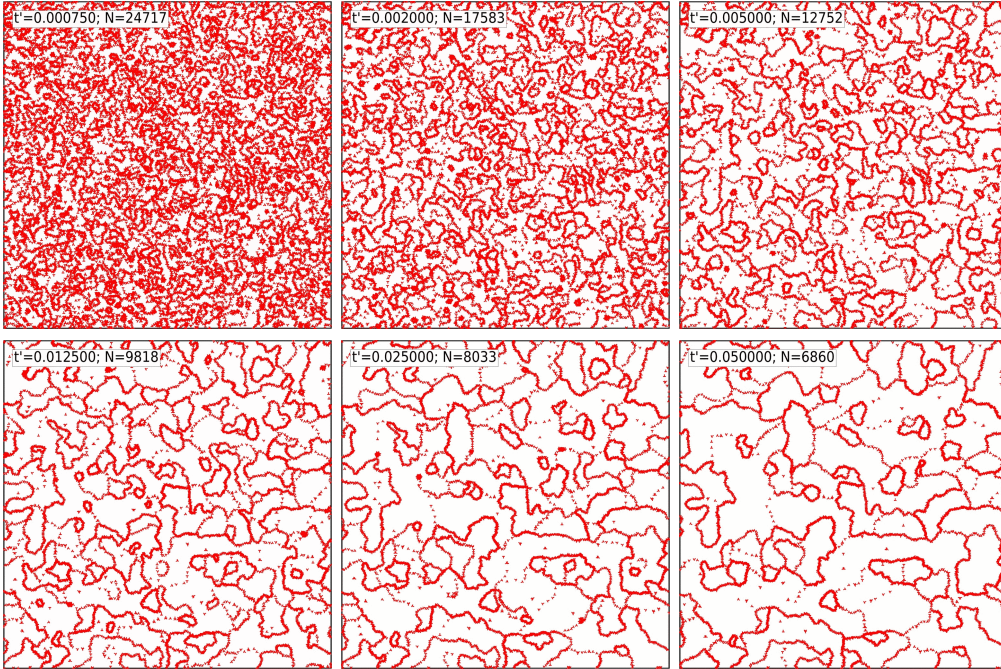 t'=0.000750; N=24717
t'=0.002000; N=17583
t'=0.005000; N=12752
t'=0.012500; N=9818
t'=0.025000; N=8033
t'=0.050000; N=6860